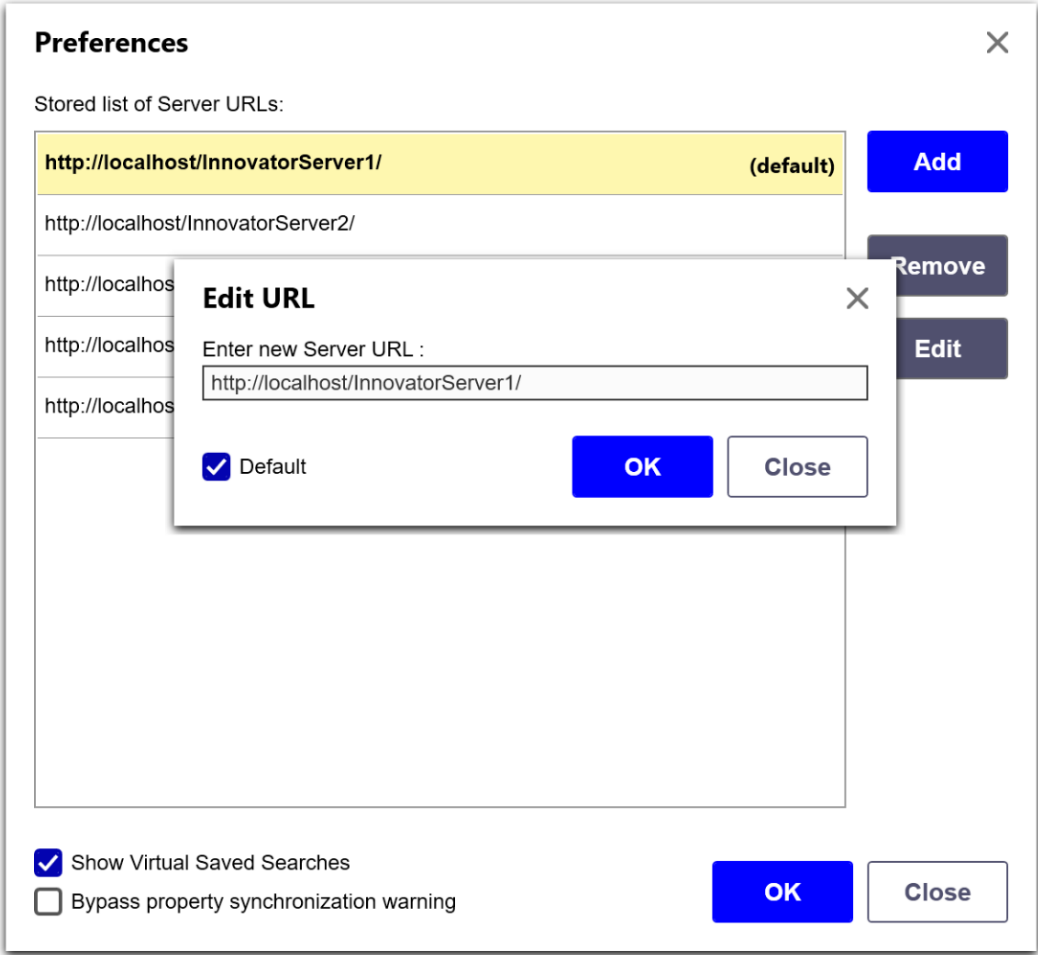 Preferences
Stored list of Server URLs:
http://localhost/InnovatorServer1/ (default)
Add
http://localhost/InnovatorServer2/
Remove
Edit URL
Enter new Server URL :
http://localhost/InnovatorServer1/
Edit
Default
OK
Close
Show Virtual Saved Searches
Bypass property synchronization warning
OK
Close